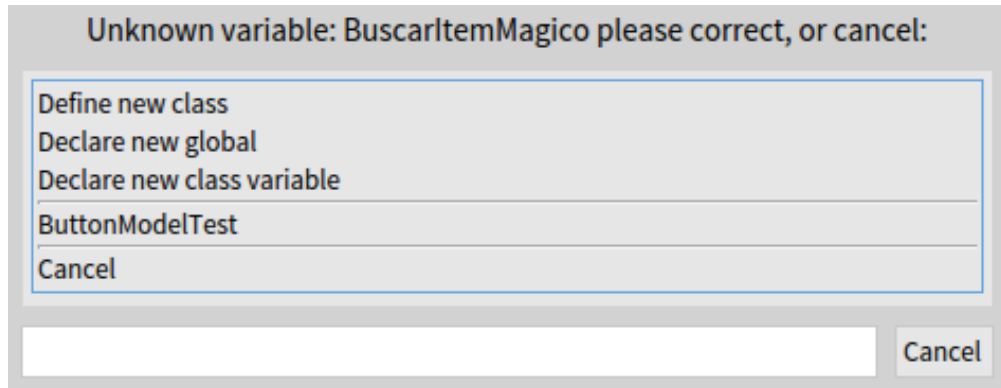 Unknown variable: BuscarItemMagico please correct, or cancel:
Define new class
Declare new global
Declare new class variable
ButtonModelTest
Cancel
Cancel